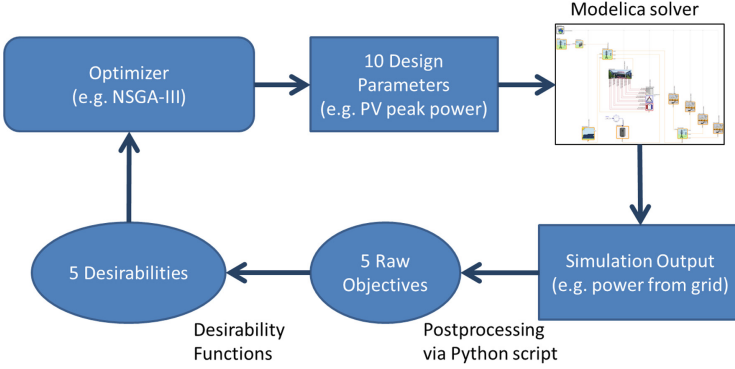 Modelica solver
Optimizer
(e.g. NSGA-III)
10 Design
Parameters
(e.g. PV peak power)
Simulation Output
(e.g. power from grid)
5 Raw
Objectives
5 Desirabilities
Desirability
Functions
Postprocessing
via Python script